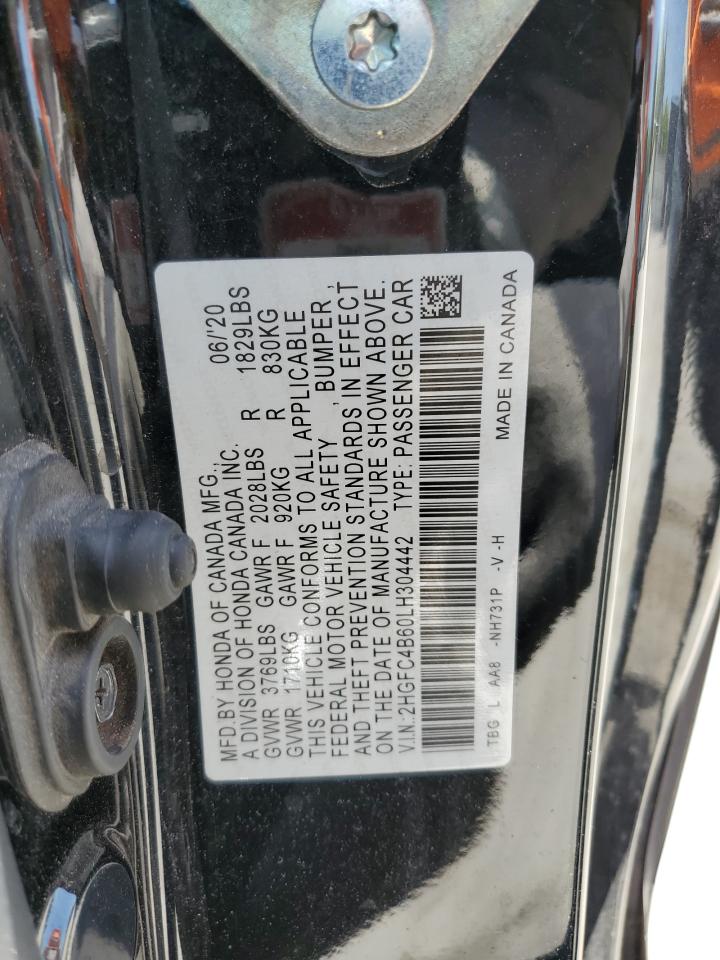 MFD.BY HONDA OF CANADA MFG., 06/'20
A DIVISION OF HONDA CANADA INC.
GVWR 3769LBS GAWR F 2028LBS R 1829LBS
GVWR 1710KG GAWR F 920KG R 830KG
THIS VEHICLE CONFORMS TO ALL APPLICABLE
FEDERAL MOTOR VEHICLE SAFETY , BUMPER ,
AND THEFT PREVENTION STANDARDS IN EFFECT
ON THE DATE OF MANUFACTURE SHOWN ABOVE.
V.I.N.:2HGFC4B60LH304442 TYPE: PASSENGER CAR
TBG L AA8 -NH731P -V -H
MADE IN CANADA